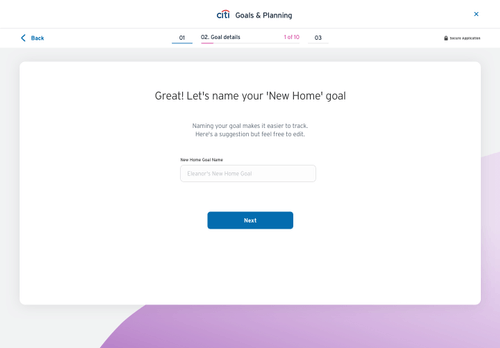 citi Goals & Planning
Back
01
02. Goal details
1 of 10
03
Secure Application
Great! Let's name your 'New Home' goal
Naming your goal makes it easier to track.
Here's a suggestion but feel free to edit.
New Home Goal Name
Eleanor's New Home Goal
Next